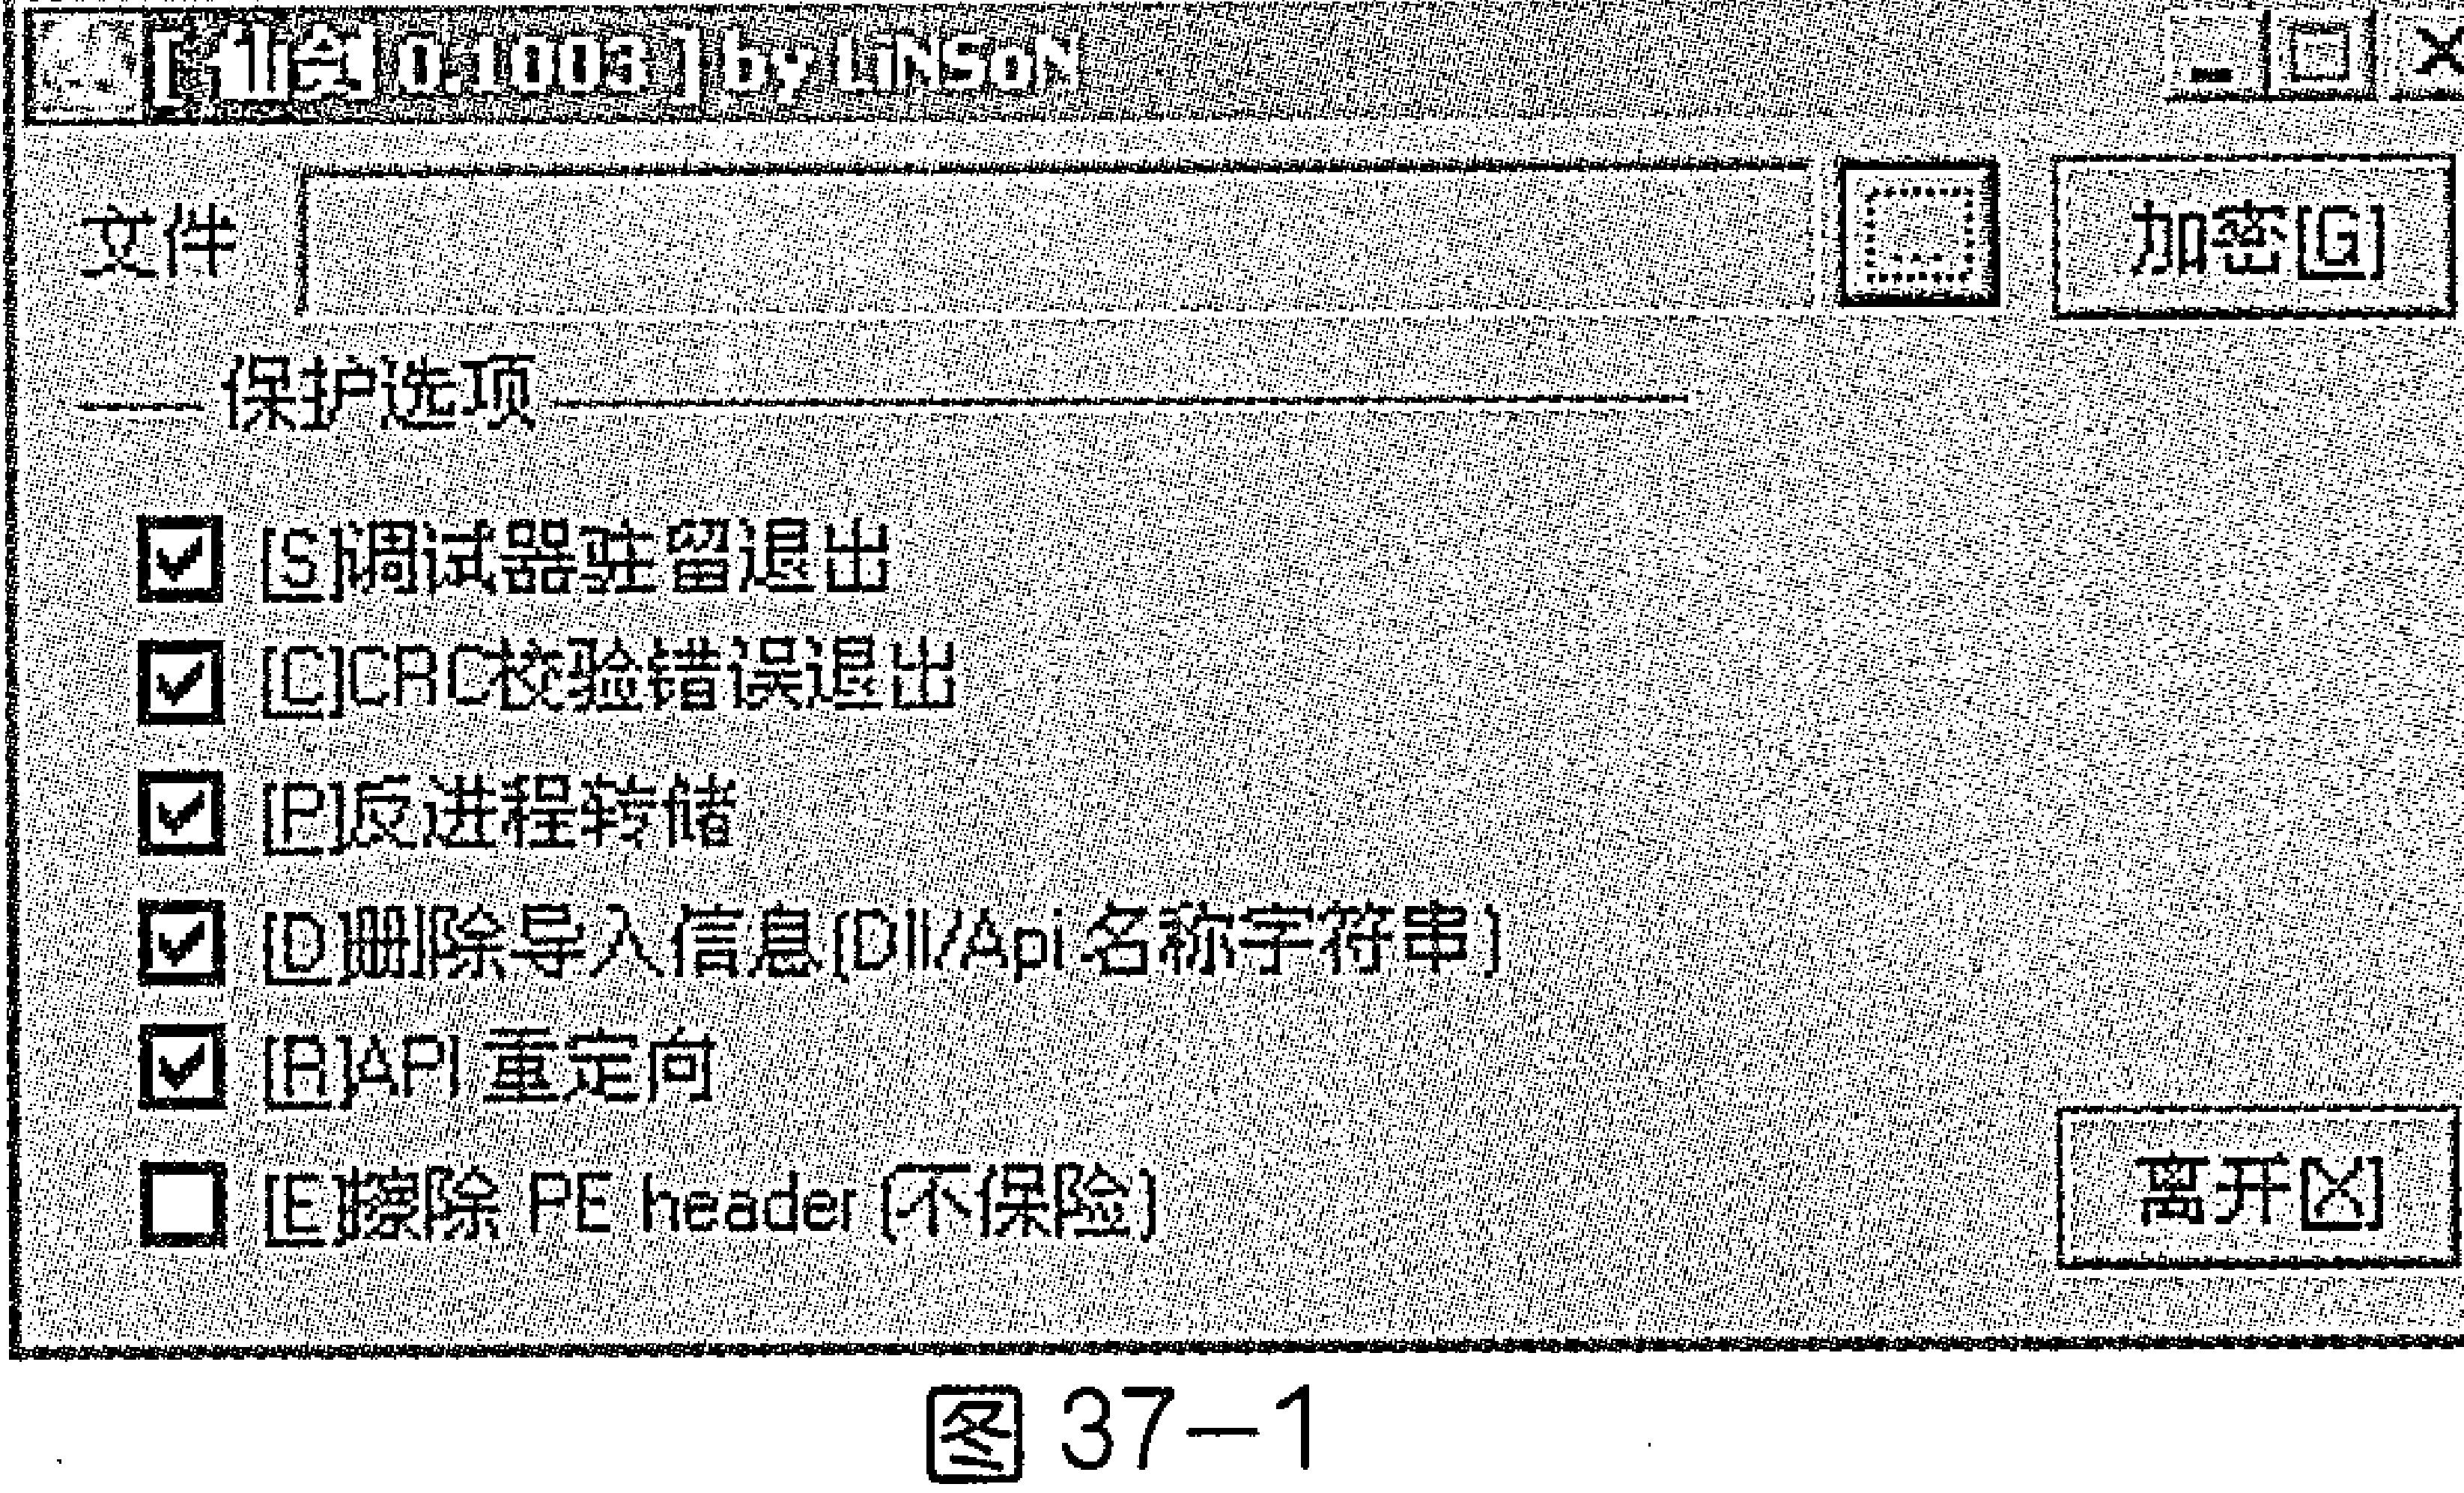 [ 仙剑 0.1003 ] by LiNSoN
文件 ... 加密[G]
保护选项
[S]调试器驻留退出
[C]CRC校验错误退出
[P]反进程转储
[D]删除导入信息(Dll/Api 名称字符串)
[R]API 重定向
[E]擦除 PE header (不保险)
离开[X]
图 37-1